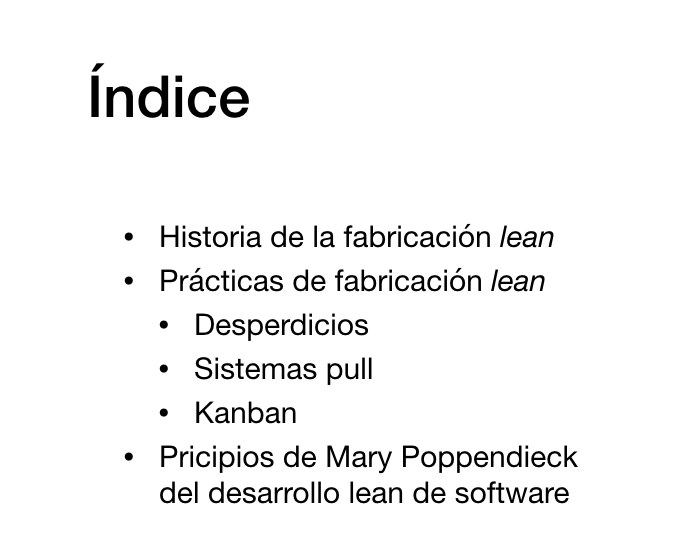 Índice
• Historia de la fabricación lean
• Prácticas de fabricación lean
• Desperdicios
• Sistemas pull
• Kanban
• Pricipios de Mary Poppendieck
del desarrollo lean de software